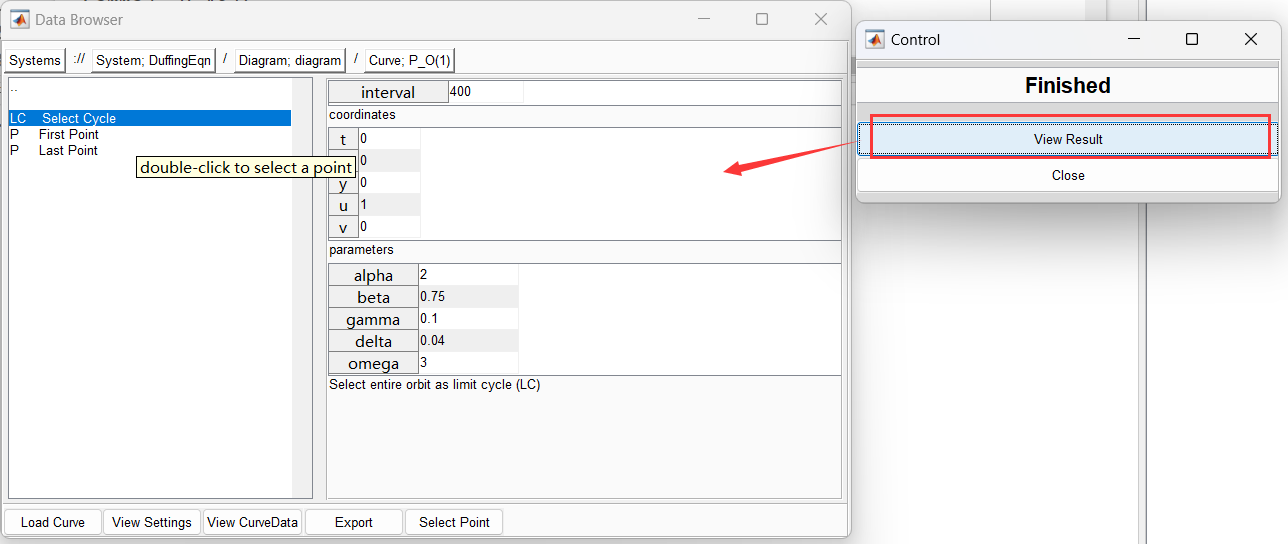 Data Browser
Systems :// System; DuffingEqn / Diagram; diagram / Curve; P_O(1)
..
LC Select Cycle
P First Point
P Last Point
double-click to select a point
interval 400
coordinates
t 0
0
y 0
u 1
v 0
parameters
alpha 2
beta 0.75
gamma 0.1
delta 0.04
omega 3
Select entire orbit as limit cycle (LC)
Load Curve View Settings View CurveData Export Select Point
Control
Finished
View Result
Close